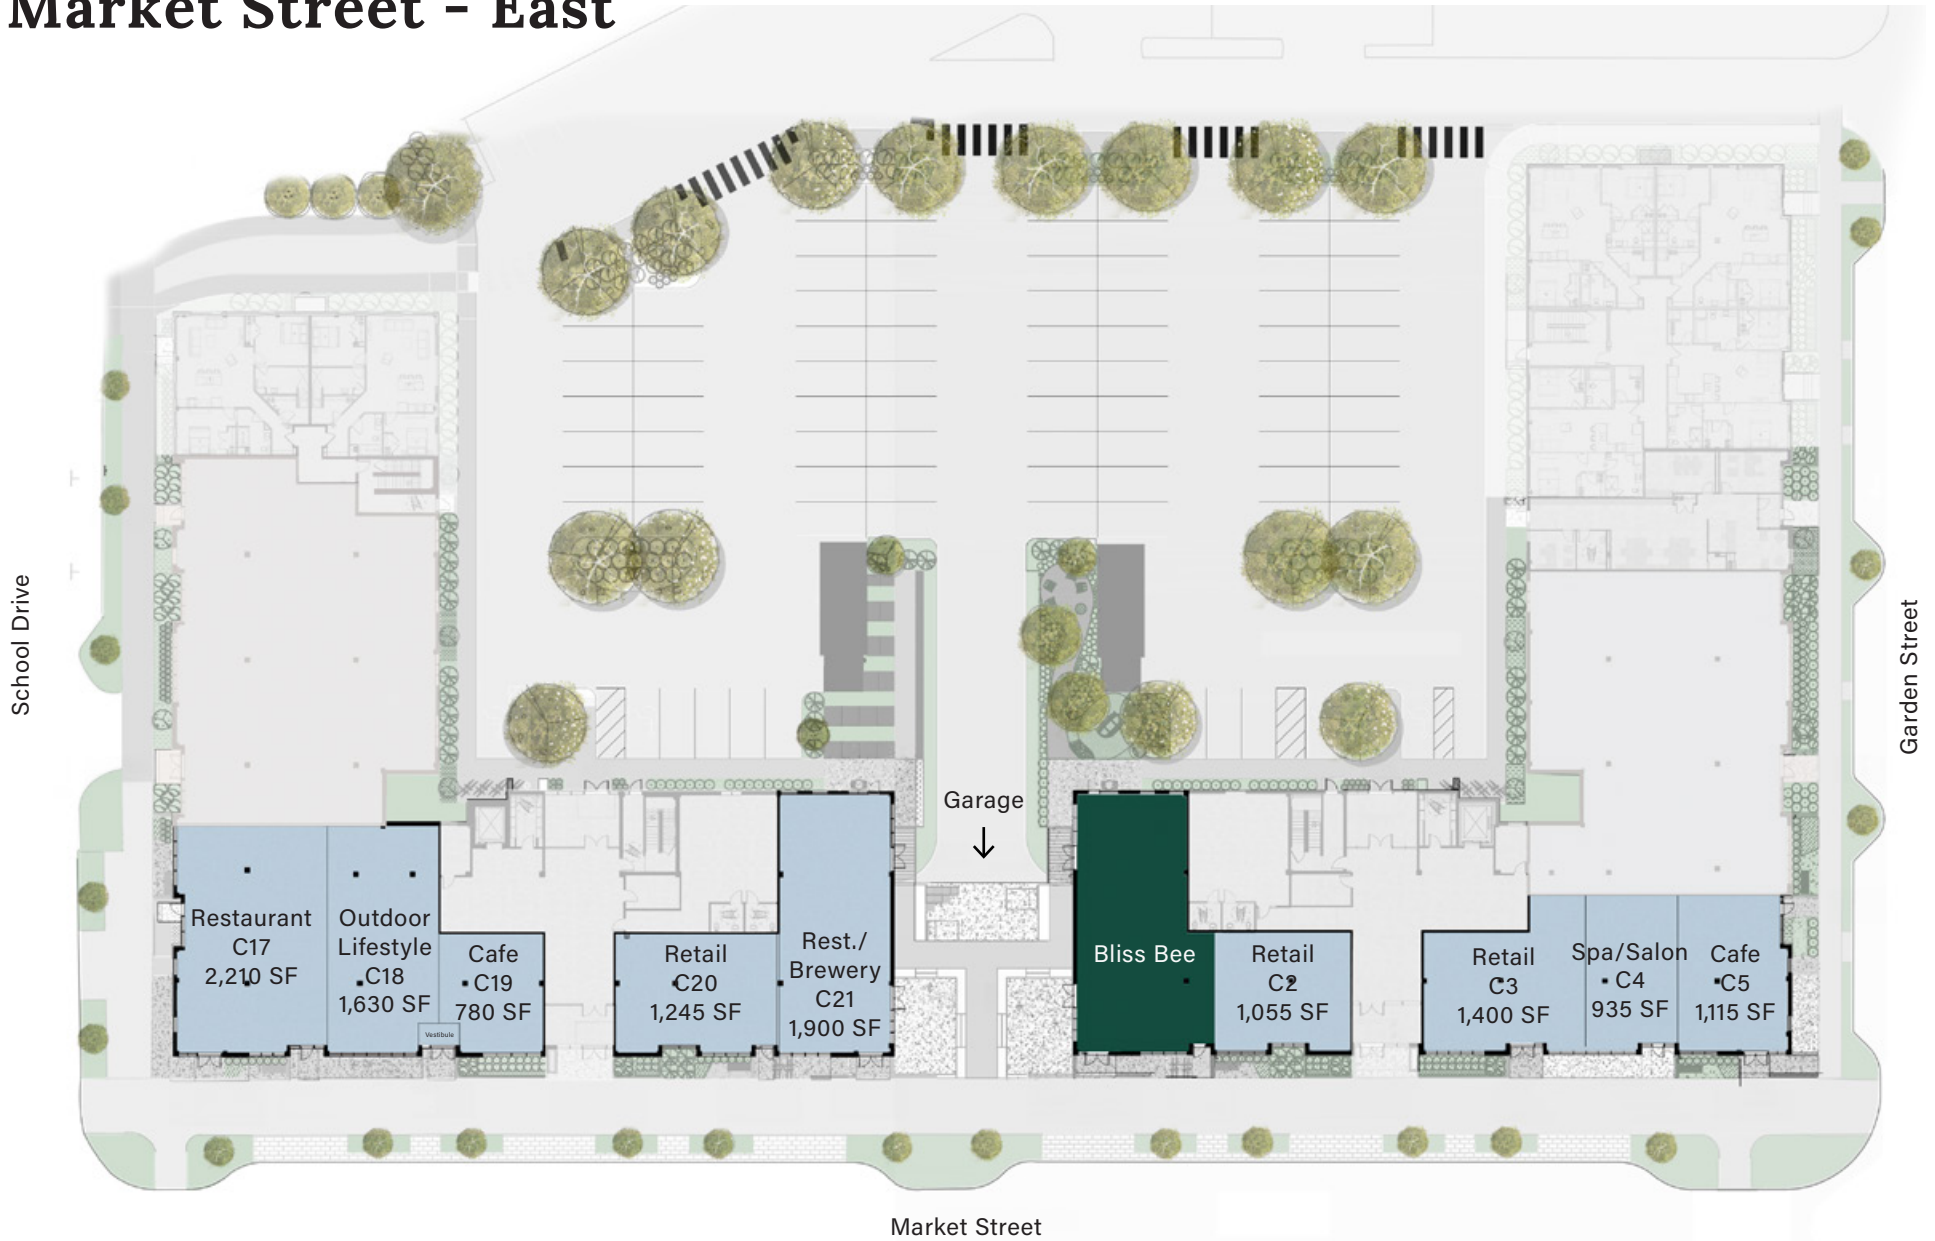 Market Street - East
School Drive
Garden Street
Garage
Restaurant
C17
2,210 SF
Outdoor
Lifestyle
C18
1,630 SF
Cafe
C19
780 SF
Vestibule
Retail
C20
1,245 SF
Rest./
Brewery
C21
1,900 SF
Bliss Bee
Retail
C2
1,055 SF
Retail
C3
1,400 SF
Spa/Salon
C4
935 SF
Cafe
C5
1,115 SF
Market Street